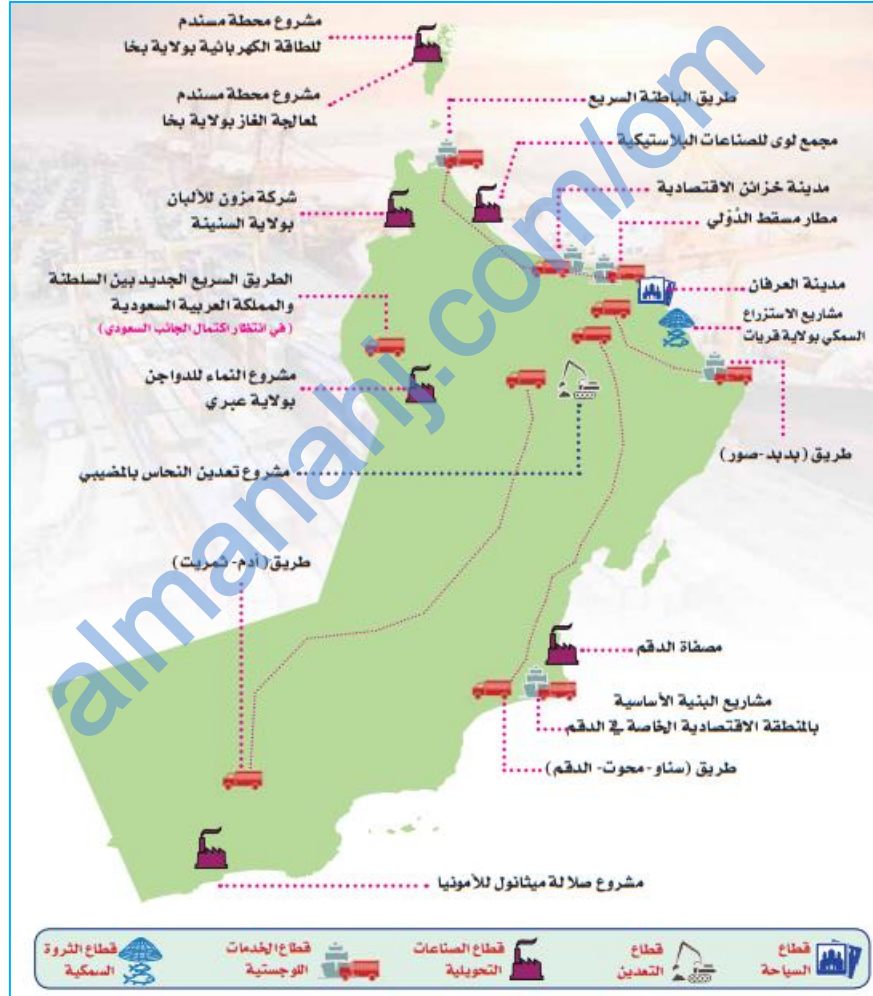 مشروع محطة مسندم
للطاقة الكهربائية بولاية بخا
مشروع محطة مسندم
لمعالجة الغاز بولاية بخا
طريق الباطنة السريع
مجمع لوى للصناعات البلاستيكية
مدينة خزائن الاقتصادية
شركة مزون للألبان
بولاية السنينة
مطار مسقط الدُوَلي
الطريق السريع الجديد بين السلطنة
والمملكة العربية السعودية
(في انتظار اكتمال الجانب السعودي)
مدينة العرفان
مشاريع الاستزراع
السمكي بولاية قريات
مشروع النماء للدواجن
بولاية عبري
طريق (بدبد-صور)
مشروع تعدين النحاس بالمضيبي
طريق (أدم- ثمريت)
مصفاة الدقم
مشاريع البنية الأساسية
بالمنطقة الاقتصادية الخاصة في الدقم
طريق (سناو-محوت- الدقم)
مشروع صلالة ميثانول للأمونيا
قطاع
السياحة
قطاع
التعدين
قطاع الصناعات
التحويلية
قطاع الخدمات
اللوجستية
قطاع الثروة
السمكية
almanahj.com/om